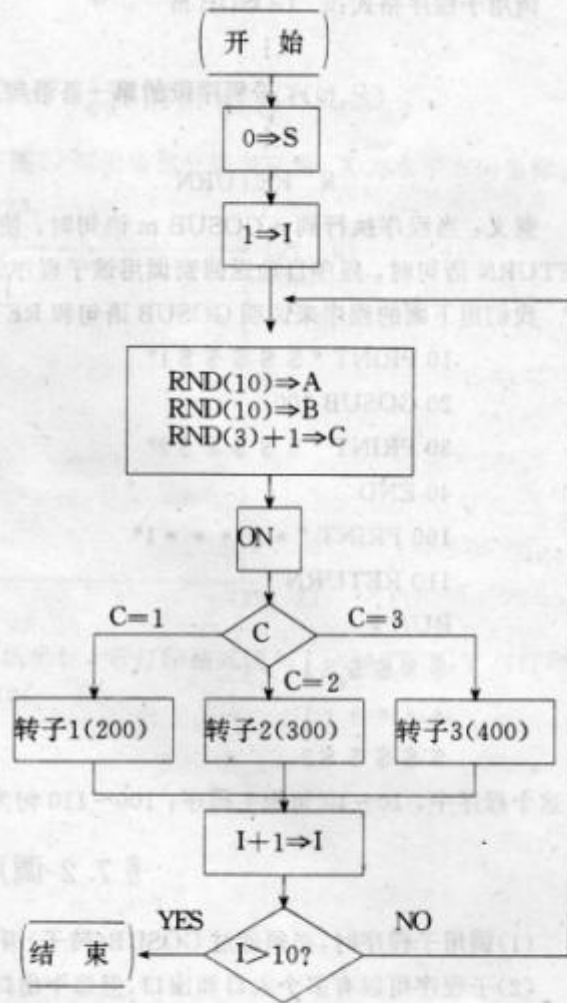 开始
0⇒S
1⇒I
RND(10)⇒A
RND(10)⇒B
RND(3)+1⇒C
ON
C=1
C
C=3
C=2
转子1(200)
转子2(300)
转子3(400)
I+1⇒I
YES
NO
结束
I>10?